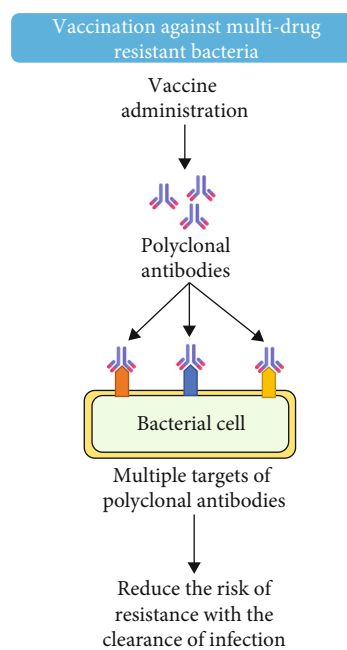 Vaccination against multi-drug
resistant bacteria
Vaccine
administration
Polyclonal
antibodies
Bacterial cell
Multiple targets of
polyclonal antibodies
Reduce the risk of
resistance with the
clearance of infection